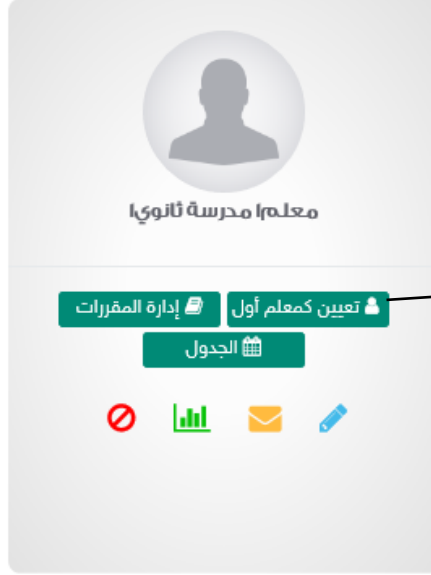 معلم1 مدرسة ثانوي1
تعيين كمعلم أول إدارة المقررات
الجدول